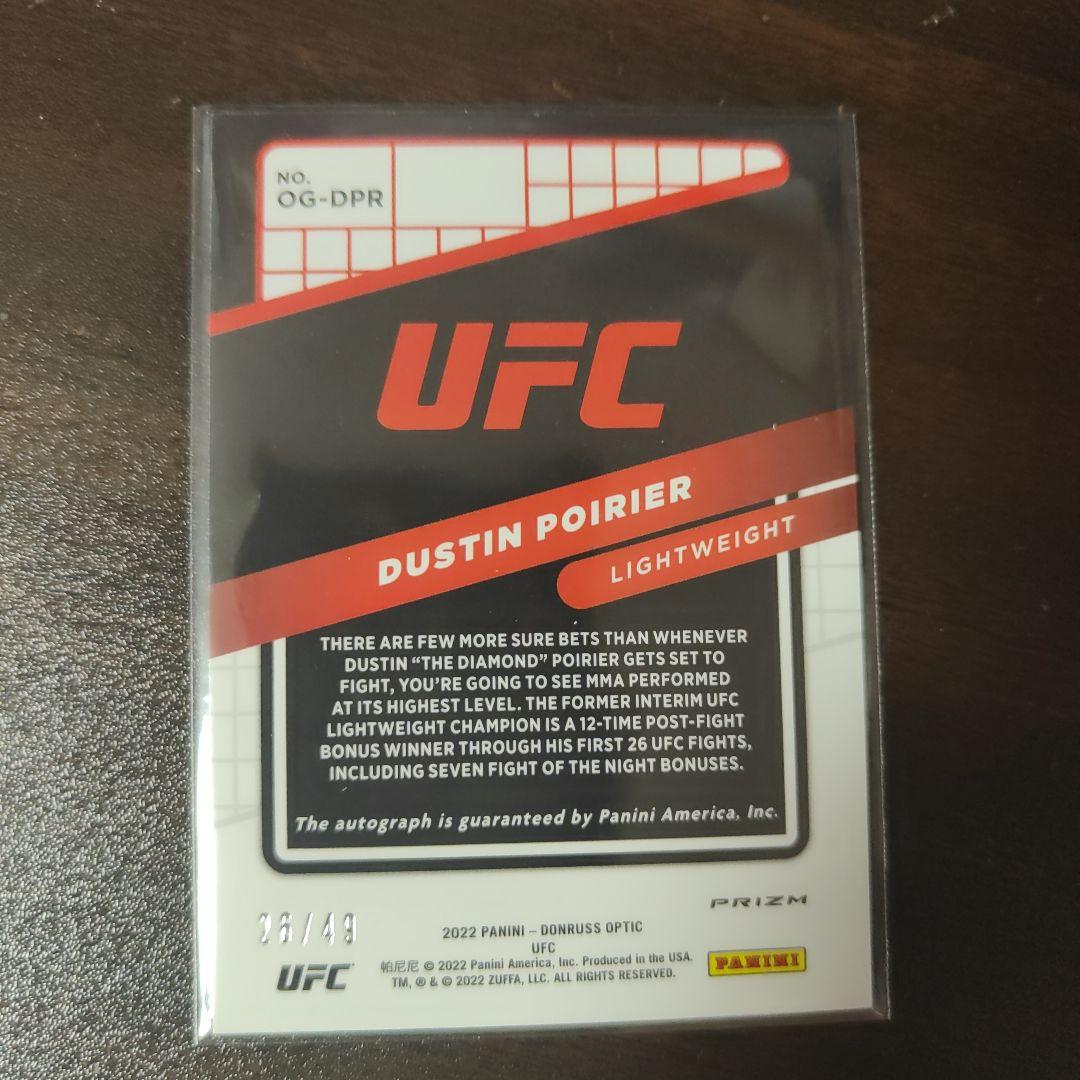 NO.
OG-DPR
UFC
DUSTIN POIRIER
LIGHTWEIGHT
THERE ARE FEW MORE SURE BETS THAN WHENEVER
DUSTIN “THE DIAMOND” POIRIER GETS SET TO
FIGHT, YOU’RE GOING TO SEE MMA PERFORMED
AT ITS HIGHEST LEVEL. THE FORMER INTERIM UFC
LIGHTWEIGHT CHAMPION IS A 12-TIME POST-FIGHT
BONUS WINNER THROUGH HIS FIRST 26 UFC FIGHTS,
INCLUDING SEVEN FIGHT OF THE NIGHT BONUSES.
The autograph is guaranteed by Panini America, Inc.
PRIZM
26/49
2022 PANINI – DONRUSS OPTIC
UFC
帕尼尼 © 2022 Panini America, Inc. Produced in the USA.
TM, ® & © 2022 ZUFFA, LLC. ALL RIGHTS RESERVED.
UFC
PANINI